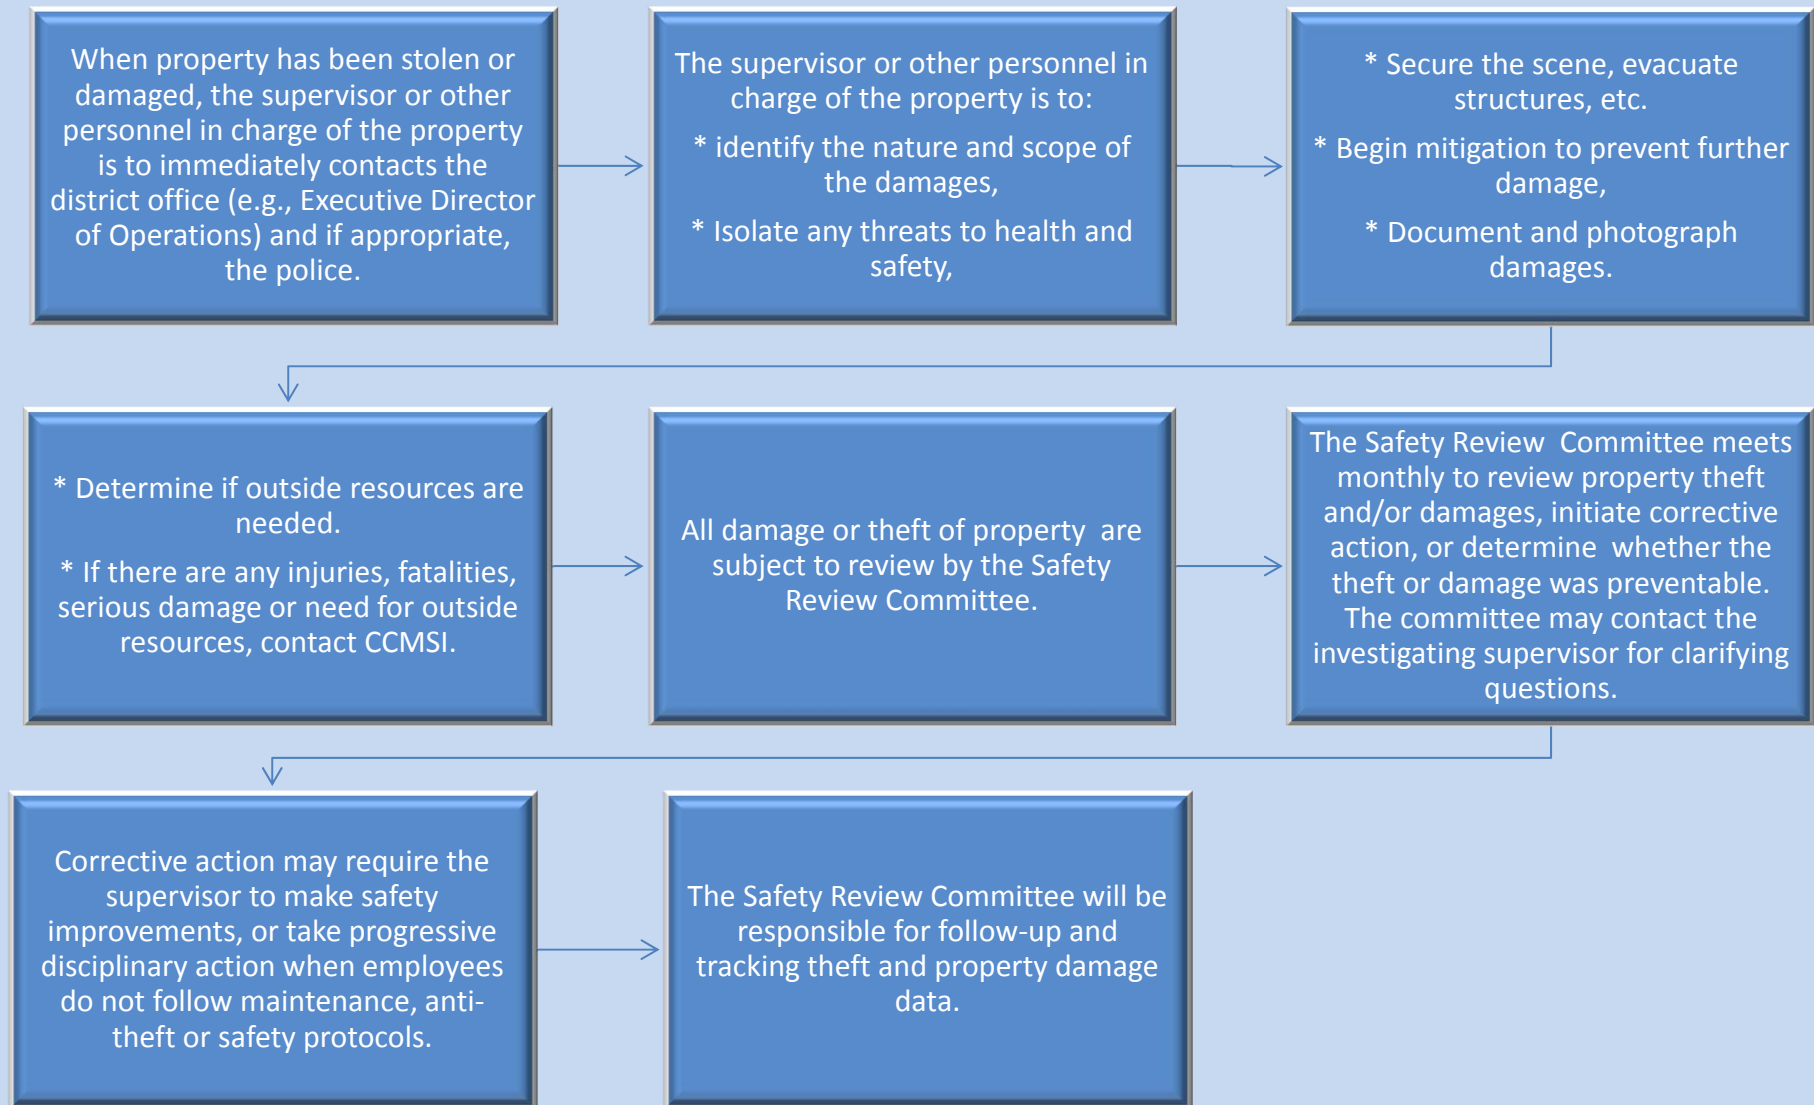 When property has been stolen or
damaged, the supervisor or other
personnel in charge of the property
is to immediately contacts the
district office (e.g., Executive Director
of Operations) and if appropriate,
the police.
The supervisor or other personnel in
charge of the property is to:
* identify the nature and scope of
the damages,
* Isolate any threats to health and
safety,
* Secure the scene, evacuate
structures, etc.
* Begin mitigation to prevent further
damage,
* Document and photograph
damages.
* Determine if outside resources are
needed.
* If there are any injuries, fatalities,
serious damage or need for outside
resources, contact CCMSI.
All damage or theft of property are
subject to review by the Safety
Review Committee.
The Safety Review Committee meets
monthly to review property theft
and/or damages, initiate corrective
action, or determine whether the
theft or damage was preventable.
The committee may contact the
investigating supervisor for clarifying
questions.
Corrective action may require the
supervisor to make safety
improvements, or take progressive
disciplinary action when employees
do not follow maintenance, anti-
theft or safety protocols.
The Safety Review Committee will be
responsible for follow-up and
tracking theft and property damage
data.